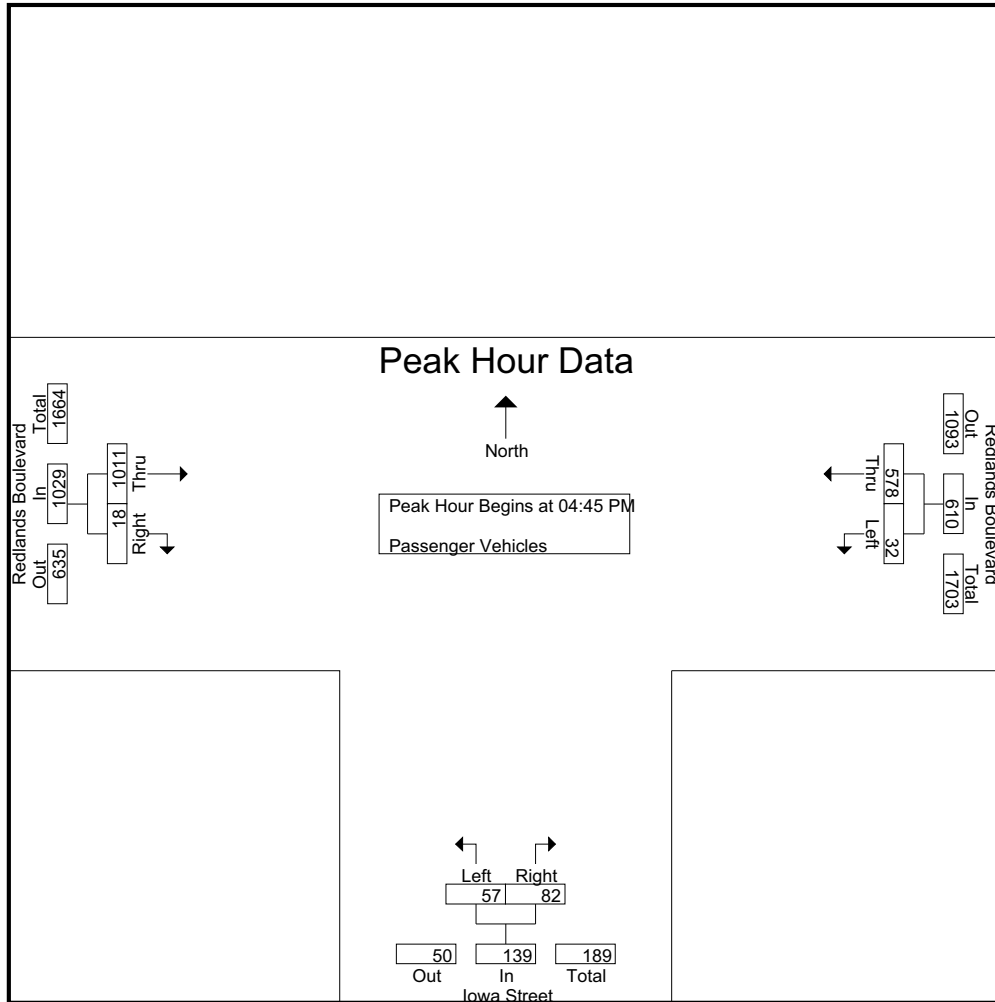 Peak Hour Data
North
Peak Hour Begins at 04:45 PM
Passenger Vehicles
Redlands Boulevard
Out In Total
635 1029 1664
18 1011
Right Thru
Redlands Boulevard
Out In Total
1093 610 1703
578 32
Thru Left
Left Right
57 82
50 139 189
Out In Total
Iowa Street